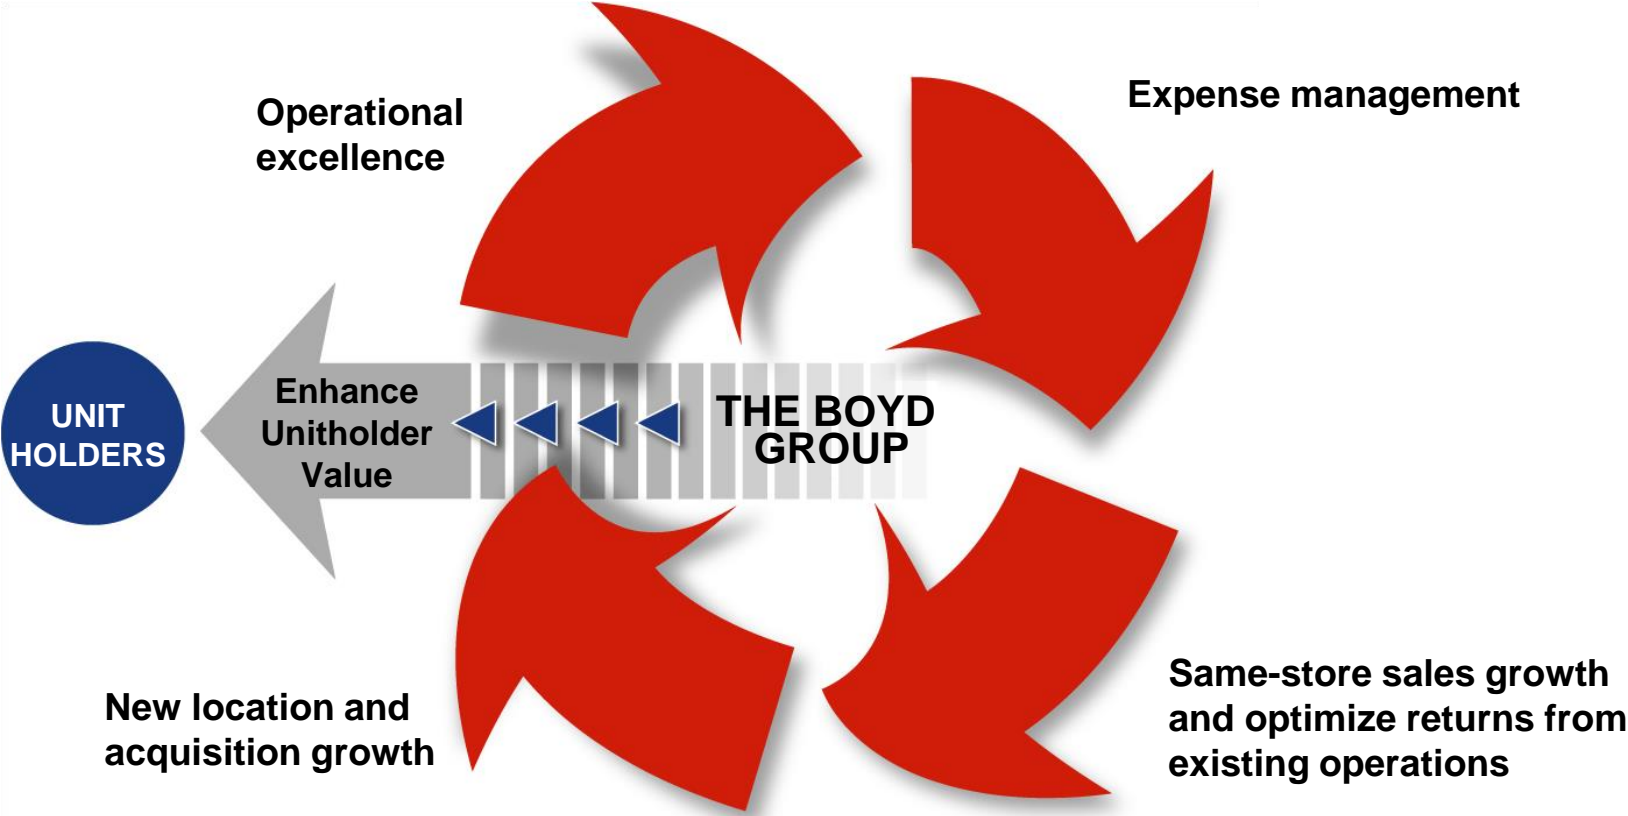 Operational
excellence
Expense management
UNIT
HOLDERS
Enhance
Unitholder
Value
THE BOYD
GROUP
New location and
acquisition growth
Same-store sales growth
and optimize returns from
existing operations